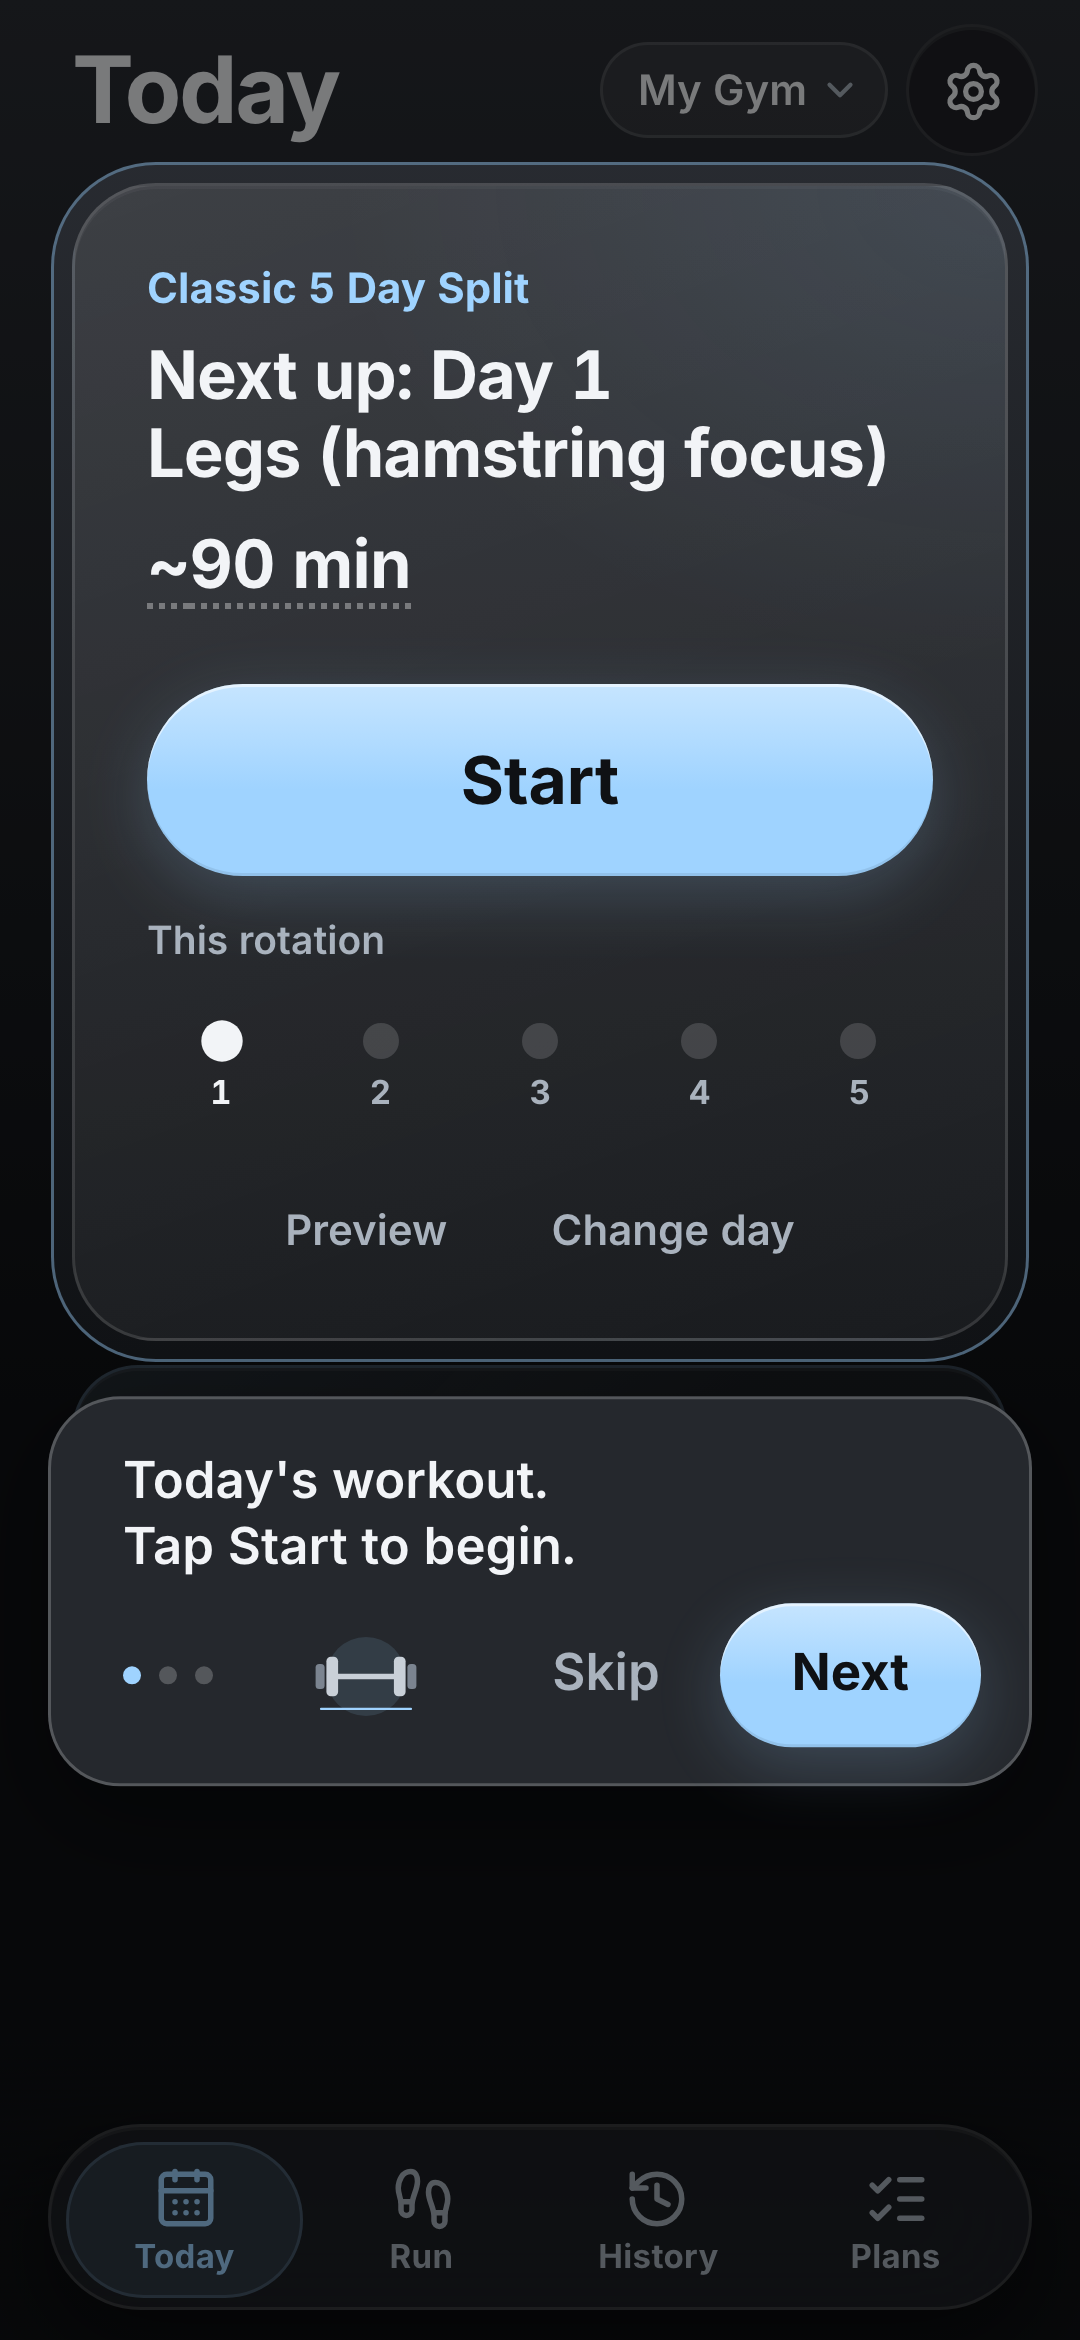 Today
My Gym
Classic 5 Day Split
Next up: Day 1
Legs (hamstring focus)
~90 min
Start
This rotation
1 2 3 4 5
Preview Change day
Today's workout.
Tap Start to begin.
Skip Next
Today Run History Plans